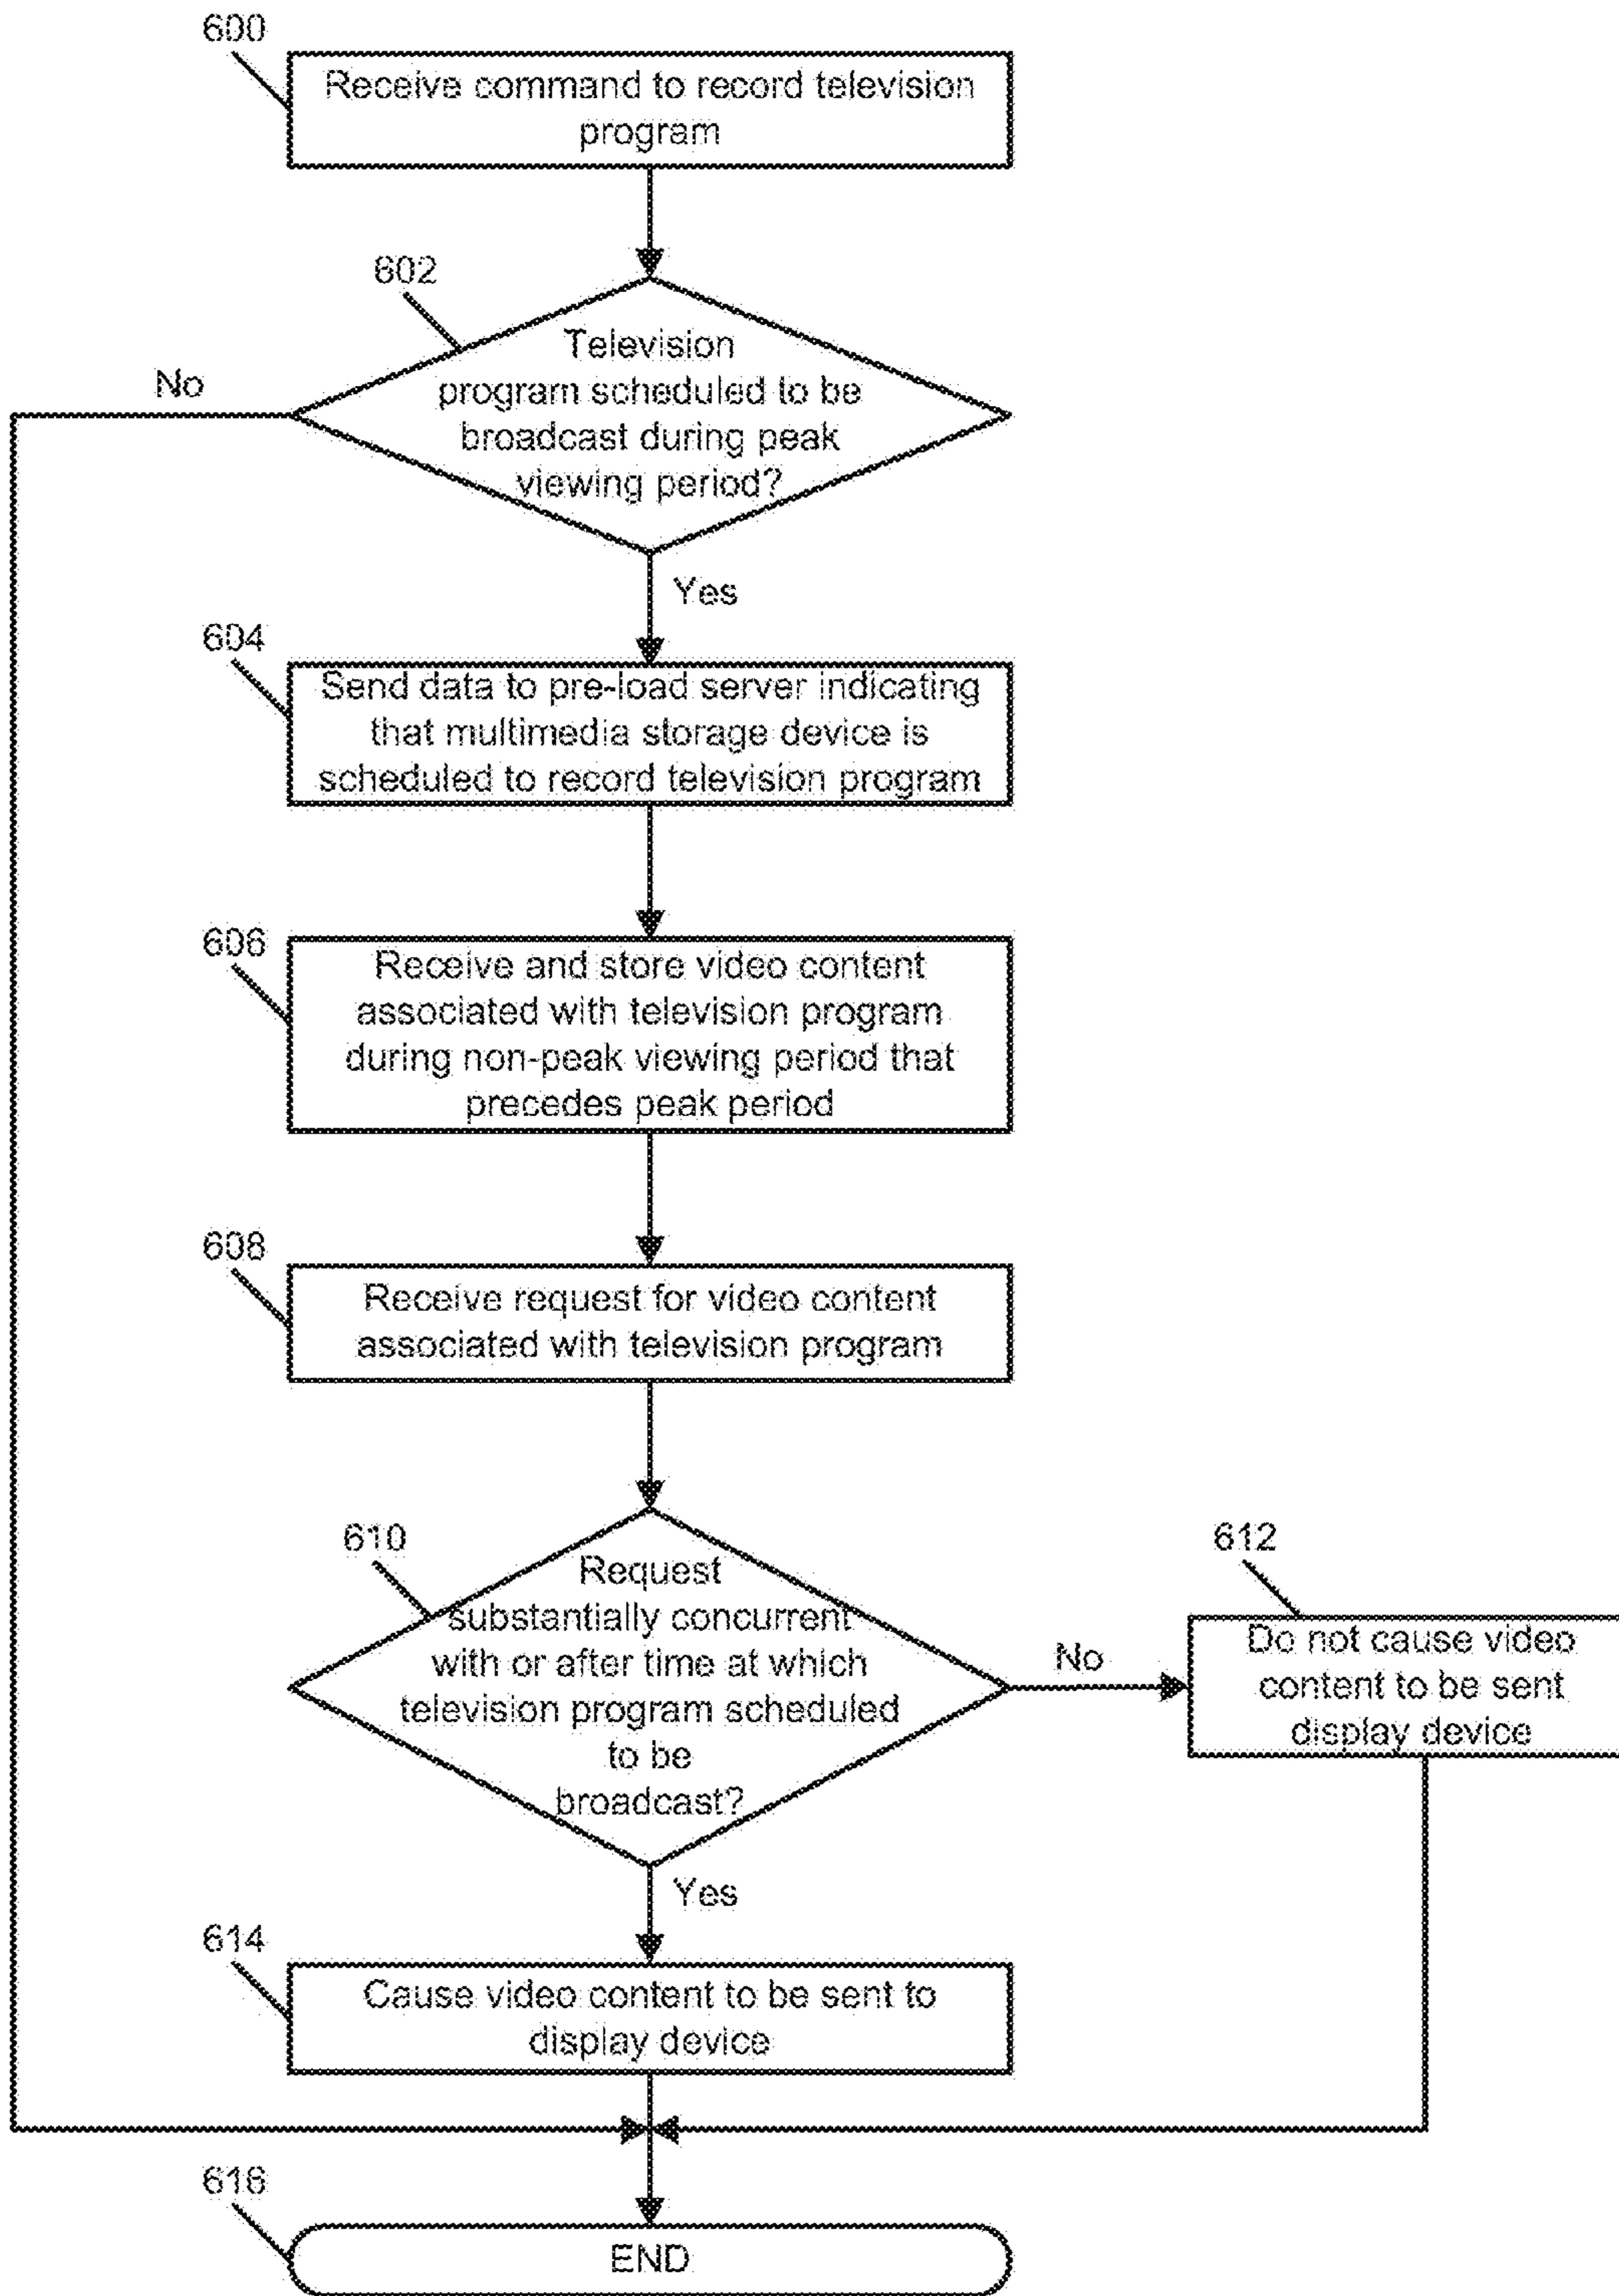 600
Receive command to record television
program
602
Television
program scheduled to be
broadcast during peak
viewing period?
No
Yes
604
Send data to pre-load server indicating
that multimedia storage device is
scheduled to record television program
606
Receive and store video content
associated with television program
during non-peak viewing period that
precedes peak period
608
Receive request for video content
associated with television program
610
Request
substantially concurrent
with or after time at which
television program scheduled
to be
broadcast?
No
612
Do not cause video
content to be sent
display device
Yes
614
Cause video content to be sent to
display device
616
END